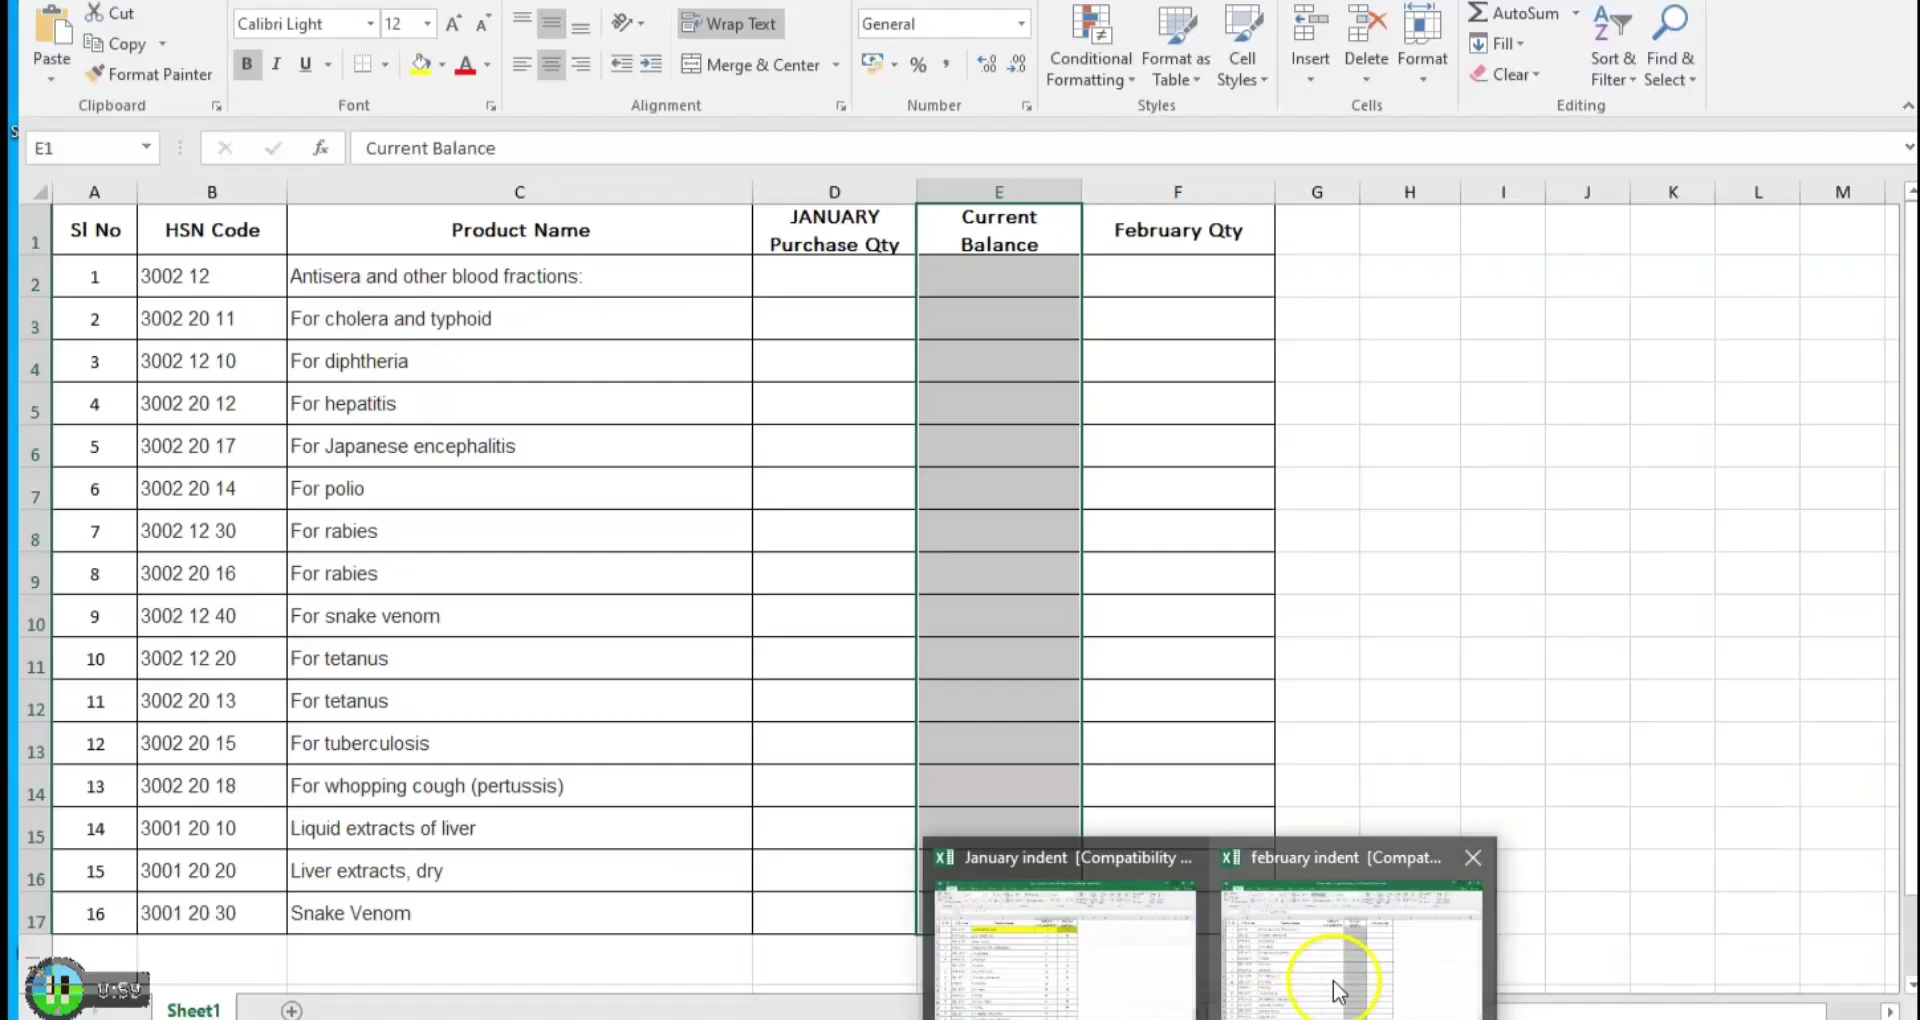 Cut
Copy
Paste
Format Painter
Clipboard
Calibri Light
12
A A
B I U
A
Font
Wrap Text
Merge & Center
Alignment
General
% ,
Number
Conditional Formatting
Format as Table
Cell Styles
Styles
Insert
Delete
Format
Cells
AutoSum
Fill
Clear
Sort & Filter
Find & Select
Editing
E1
fx
Current Balance
A B C D E F G H I J K L M
1 Sl No HSN Code Product Name JANUARY Purchase Qty Current Balance February Qty
2 1 3002 12 Antisera and other blood fractions:
3 2 3002 20 11 For cholera and typhoid
4 3 3002 12 10 For diphtheria
5 4 3002 20 12 For hepatitis
6 5 3002 20 17 For Japanese encephalitis
7 6 3002 20 14 For polio
8 7 3002 12 30 For rabies
9 8 3002 20 16 For rabies
10 9 3002 12 40 For snake venom
11 10 3002 12 20 For tetanus
12 11 3002 20 13 For tetanus
13 12 3002 20 15 For tuberculosis
14 13 3002 20 18 For whopping cough (pertussis)
15 14 3001 20 10 Liquid extracts of liver
16 15 3001 20 20 Liver extracts, dry
17 16 3001 20 30 Snake Venom
January indent [Compatibility ...
february indent [Compat...
0:59
Sheet1